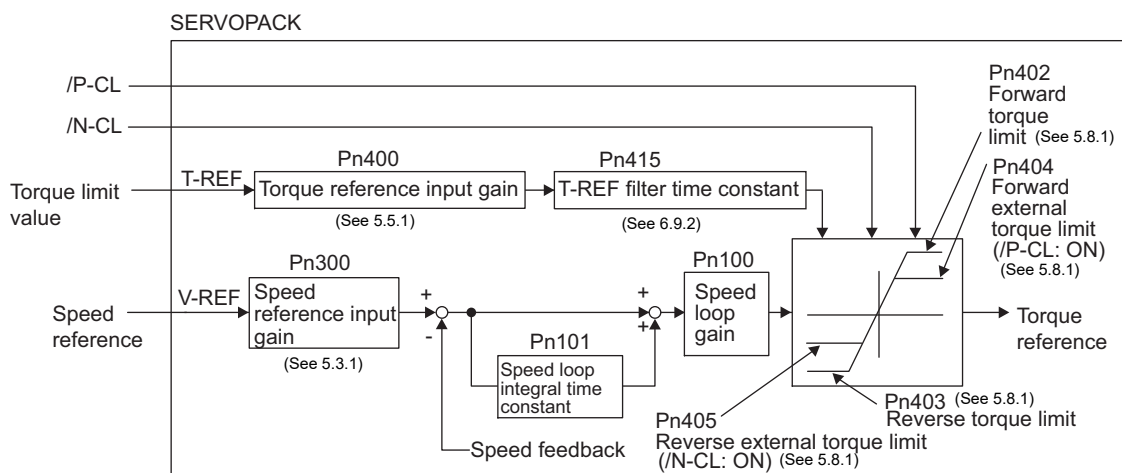 SERVOPACK
/P-CL
/N-CL
Torque limit
value
T-REF
Pn400
Torque reference input gain
(See 5.5.1)
Pn415
T-REF filter time constant
(See 6.9.2)
Pn402
Forward
torque
limit (See 5.8.1)
Pn404
Forward
external
torque limit
(/P-CL: ON)
(See 5.8.1)
Speed
reference
V-REF
Pn300
Speed
reference input
gain
(See 5.3.1)
+
-
Pn101
Speed loop
integral time
constant
+
+
Pn100
Speed
loop
gain
Torque
reference
Speed feedback
Pn403 (See 5.8.1)
Reverse torque limit
Pn405
Reverse external torque limit
(/N-CL: ON) (See 5.8.1)